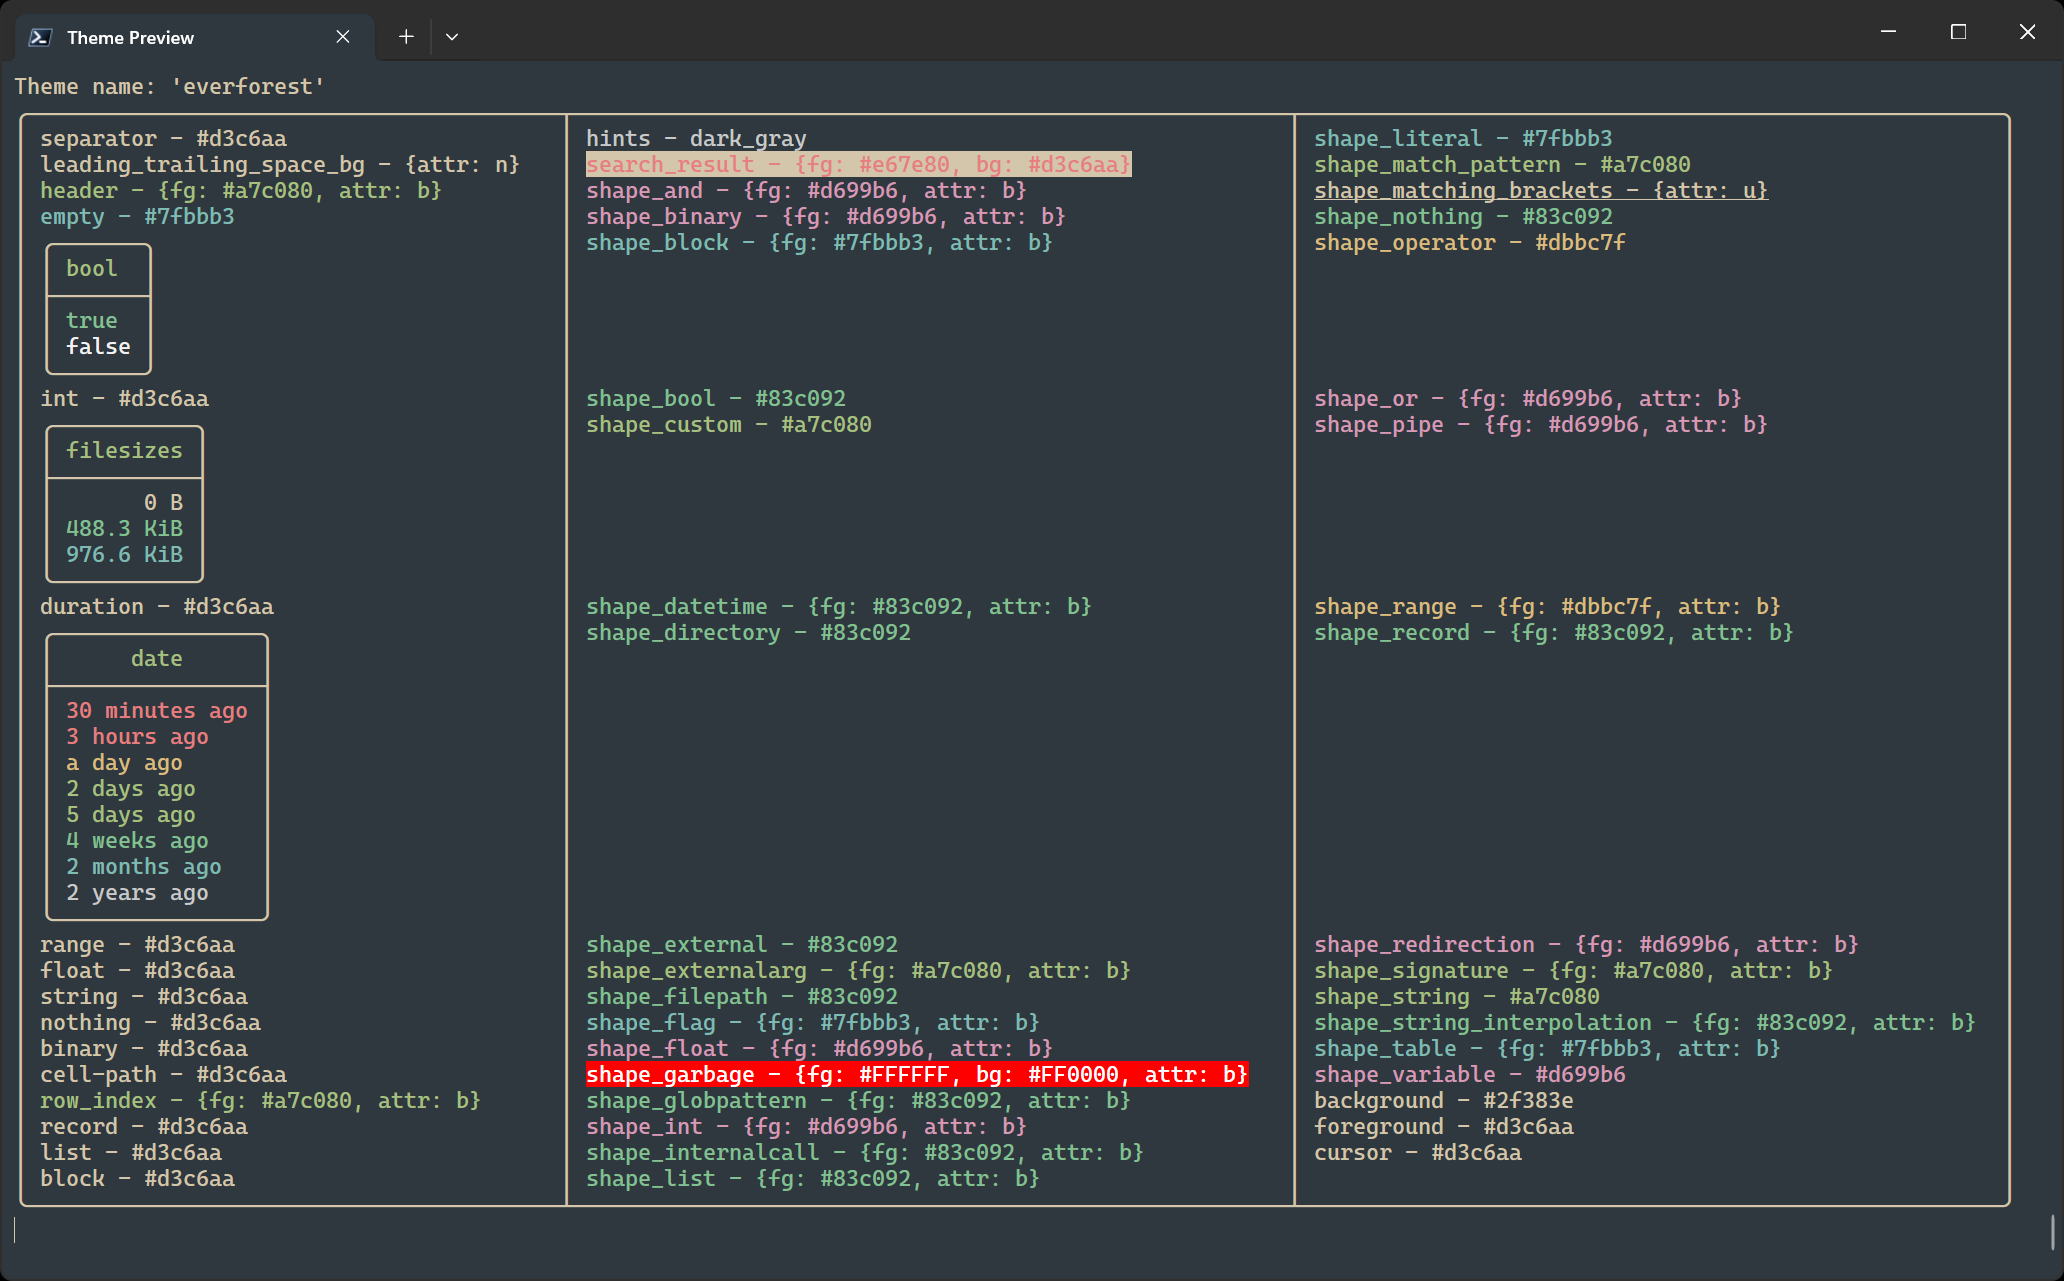 Theme Preview
Theme name: 'everforest'
separator - #d3c6aa
leading_trailing_space_bg - {attr: n}
header - {fg: #a7c080, attr: b}
empty - #7fbbb3
bool
true
false
int - #d3c6aa
filesizes
0 B
488.3 KiB
976.6 KiB
duration - #d3c6aa
date
30 minutes ago
3 hours ago
a day ago
2 days ago
5 days ago
4 weeks ago
2 months ago
2 years ago
range - #d3c6aa
float - #d3c6aa
string - #d3c6aa
nothing - #d3c6aa
binary - #d3c6aa
cell-path - #d3c6aa
row_index - {fg: #a7c080, attr: b}
record - #d3c6aa
list - #d3c6aa
block - #d3c6aa
hints - dark_gray
search_result - {fg: #e67e80, bg: #d3c6aa}
shape_and - {fg: #d699b6, attr: b}
shape_binary - {fg: #d699b6, attr: b}
shape_block - {fg: #7fbbb3, attr: b}
shape_bool - #83c092
shape_custom - #a7c080
shape_datetime - {fg: #83c092, attr: b}
shape_directory - #83c092
shape_external - #83c092
shape_externalarg - {fg: #a7c080, attr: b}
shape_filepath - #83c092
shape_flag - {fg: #7fbbb3, attr: b}
shape_float - {fg: #d699b6, attr: b}
shape_garbage - {fg: #FFFFFF, bg: #FF0000, attr: b}
shape_globpattern - {fg: #83c092, attr: b}
shape_int - {fg: #d699b6, attr: b}
shape_internalcall - {fg: #83c092, attr: b}
shape_list - {fg: #83c092, attr: b}
shape_literal - #7fbbb3
shape_match_pattern - #a7c080
shape_matching_brackets - {attr: u}
shape_nothing - #83c092
shape_operator - #dbbc7f
shape_or - {fg: #d699b6, attr: b}
shape_pipe - {fg: #d699b6, attr: b}
shape_range - {fg: #dbbc7f, attr: b}
shape_record - {fg: #83c092, attr: b}
shape_redirection - {fg: #d699b6, attr: b}
shape_signature - {fg: #a7c080, attr: b}
shape_string - #a7c080
shape_string_interpolation - {fg: #83c092, attr: b}
shape_table - {fg: #7fbbb3, attr: b}
shape_variable - #d699b6
background - #2f383e
foreground - #d3c6aa
cursor - #d3c6aa